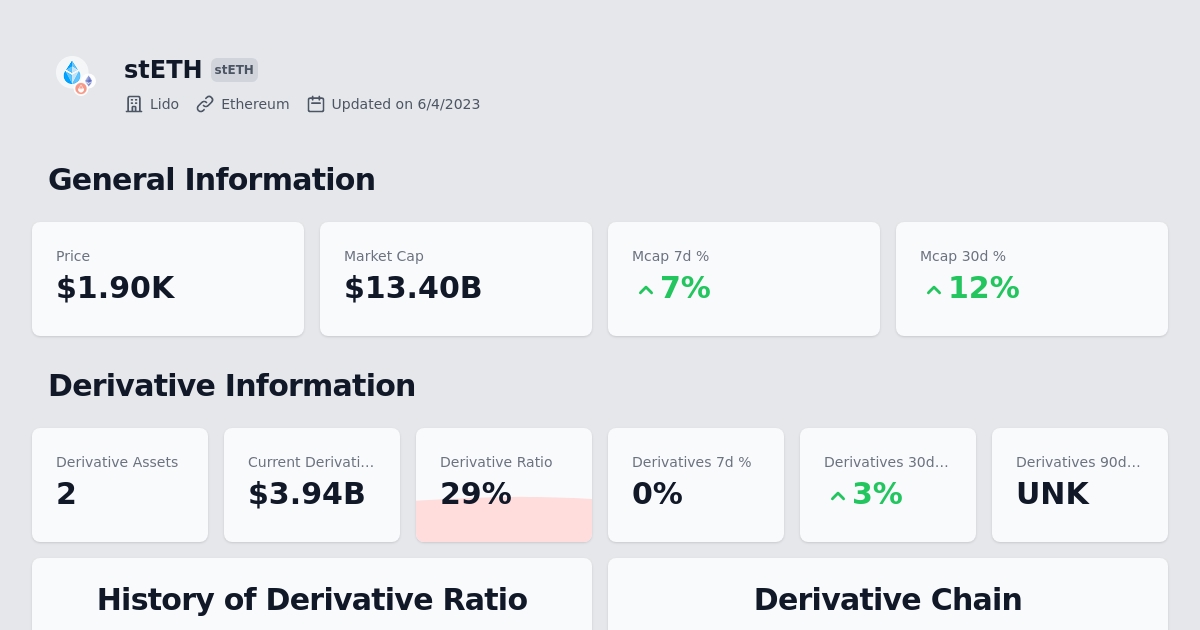 stETH stETH
Lido Ethereum Updated on 6/4/2023
General Information
Price
$1.90K
Market Cap
$13.40B
Mcap 7d %
7%
Mcap 30d %
12%
Derivative Information
Derivative Assets
2
Current Derivati...
$3.94B
Derivative Ratio
29%
Derivatives 7d %
0%
Derivatives 30d...
3%
Derivatives 90d...
UNK
History of Derivative Ratio
Derivative Chain